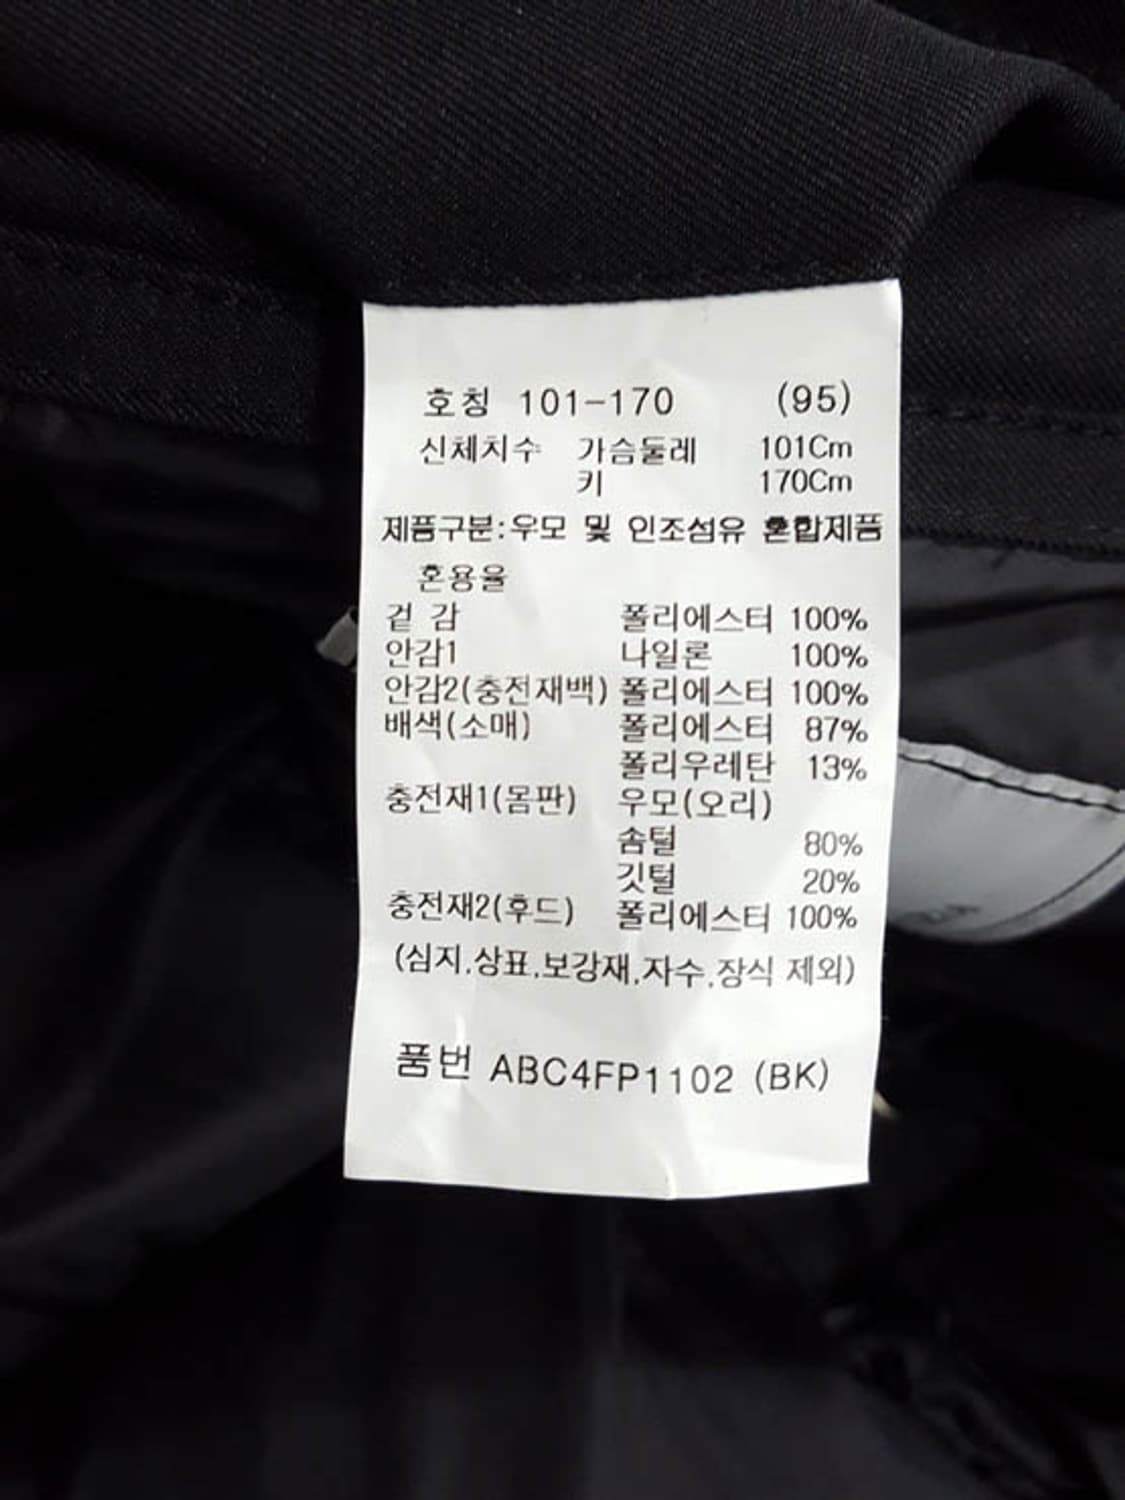 호칭 101-170 (95)
신체치수 가슴둘레 101Cm
키 170Cm
제품구분:우모 및 인조섬유 혼합제품
혼용율
겉 감 폴리에스터 100%
안감1 나일론 100%
안감2(충전재백) 폴리에스터 100%
배색(소매) 폴리에스터 87%
폴리우레탄 13%
충전재1(몸판) 우모(오리)
솜털 80%
깃털 20%
충전재2(후드) 폴리에스터 100%
(심지.상표.보강재.자수.장식 제외)
품번 ABC4FP1102 (BK)